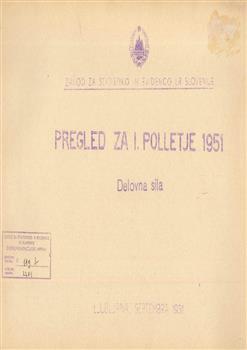 ZAVOD ZA STATISTIKO IN EVIDENCO LR SLOVENIJE
PREGLED ZA I. POLLETJE 1951
Delovna sila
LJUBLJANA, SEPTEMBRA 1951